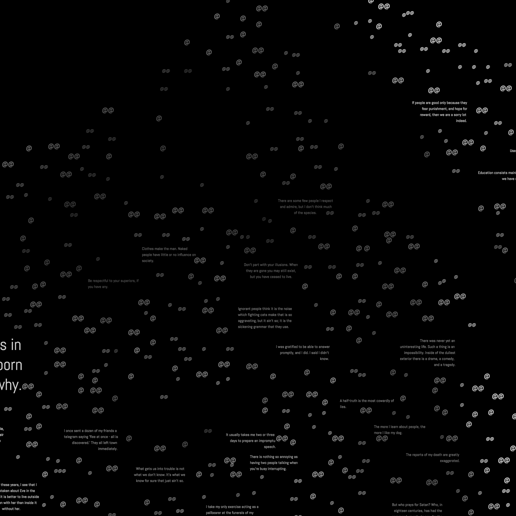 If people are good only because they
fear punishment, and hope for
reward, then we are a sorry lot
indeed.
Education consists mainly
we have
There are some few people I respect
and admire, but I don't think much
of the species.
Clothes make the man. Naked
people have little or no influence on
society.
Don't part with your illusions. When
they are gone you may still exist,
but you have ceased to live.
Be respectful to your superiors, if
you have any.
Ignorant people think it is the noise
which fighting cats make that is so
aggravating, but it ain't so; it is the
sickening grammar that they use.
s in
born
why.
I was gratified to be able to answer
promptly, and I did. I said I didn't
know.
There was never yet an
uninteresting life. Such a thing is an
impossibility. Inside of the dullest
exterior there is a drama, a comedy,
and a tragedy.
A half-truth is the most cowardly of
lies.
I once sent a dozen of my friends a
telegram saying 'flee at once - all is
discovered.' They all left town
immediately.
It usually takes me two or three
days to prepare an impromptu
speech.
The more I learn about people, the
more I like my dog.
There is nothing so annoying as
having two people talking when
you're busy interrupting.
The reports of my death are greatly
exaggerated.
What gets us into trouble is not
what we don't know. It's what we
know for sure that just ain't so.
these years, I see that I
staken about Eve in the
it is better to live outside
n with her than inside it
without her.
I hate my only exercise acting as a
pallbearer at the funerals of my
But who prays for Satan? Who, in
eighteen centuries, has had the